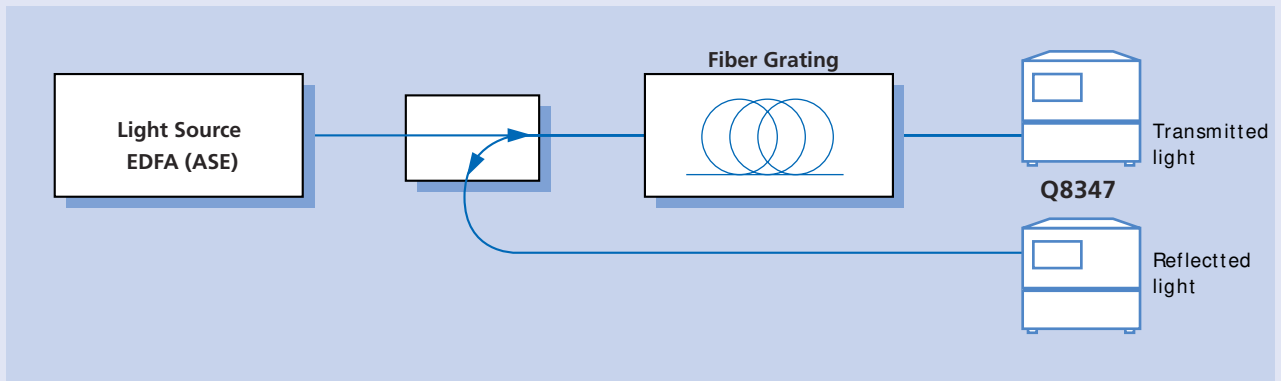 Fiber Grating
Light Source
EDFA (ASE)
Transmitted
light
Q8347
Reflectted
light